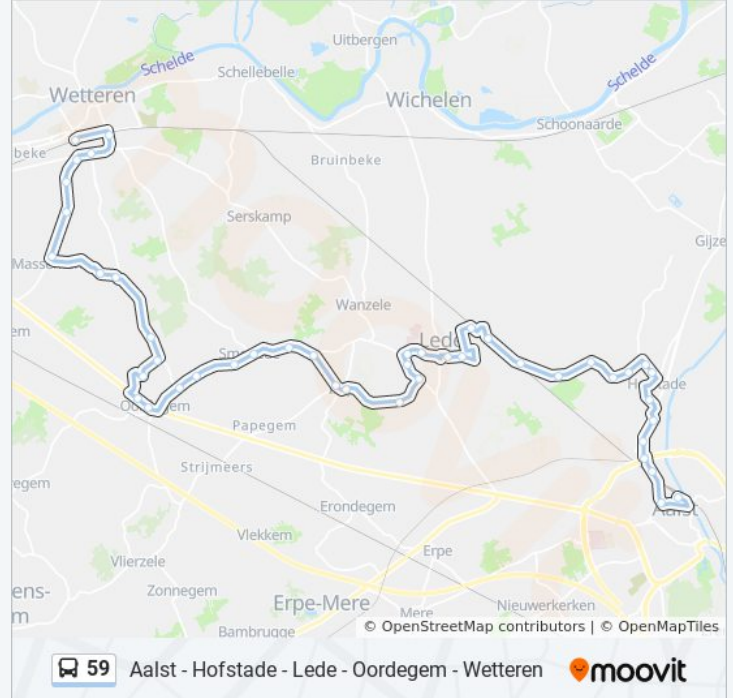 Uitbergen
Schelde
Schellebelle
Schelde
Wetteren
Wichelen
Schoonaarde
beke
Bruinbeke
Serskamp
Gijze
Masse
Wanzele
em
Lede
Hofstade
Oordegem
Papegem
Strijmeers
egem
Erondegem
Aalst
Vlekkem
Erpe
Vlierzele
ens-
m
Zonnegem
Erpe-Mere
Mere
Nieuwerkerken
Bambrugge
© OpenStreetMap contributors | © OpenMapTiles
59 Aalst - Hofstade - Lede - Oordegem - Wetteren moovit